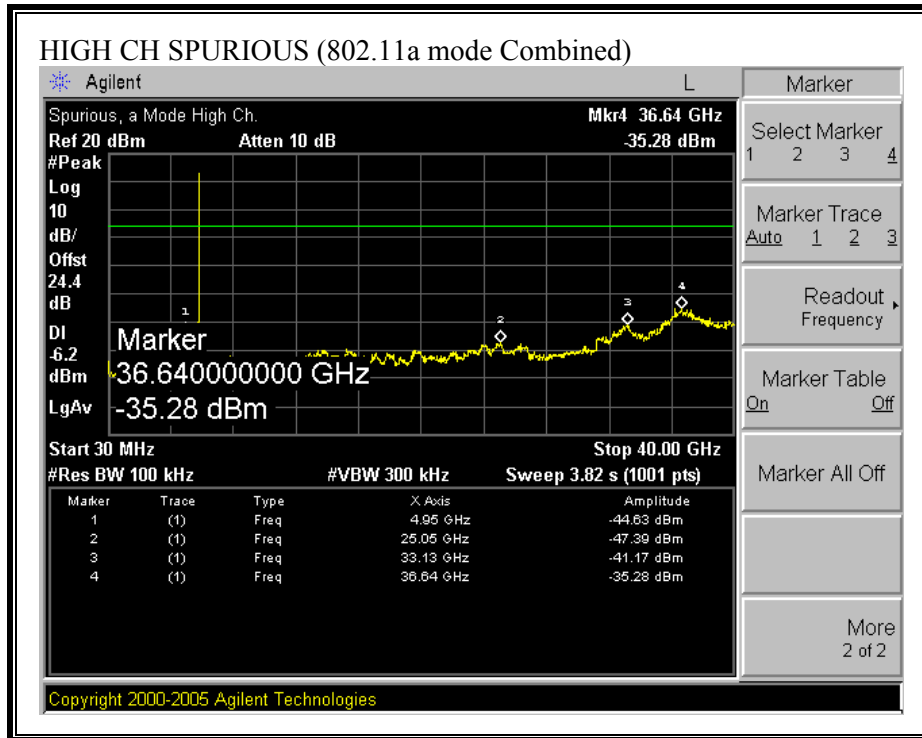 HIGH CH SPURIOUS (802.11a mode Combined)
Agilent L Marker
Spurious, a Mode High Ch. Mkr4 36.64 GHz
Ref 20 dBm Atten 10 dB -35.28 dBm
#Peak
Log
10
dB/
Offst
24.4
dB
DI
-6.2
dBm
LgAv
1
2
3
4
Marker
36.640000000 GHz
-35.28 dBm
Start 30 MHz Stop 40.00 GHz
#Res BW 100 kHz #VBW 300 kHz Sweep 3.82 s (1001 pts)
Marker Trace Type X Axis Amplitude
1 (1) Freq 4.95 GHz -44.63 dBm
2 (1) Freq 25.05 GHz -47.39 dBm
3 (1) Freq 33.13 GHz -41.17 dBm
4 (1) Freq 36.64 GHz -35.28 dBm
Select Marker
1 2 3 4
Marker Trace
Auto 1 2 3
Readout
Frequency
Marker Table
On Off
Marker All Off
More
2 of 2
Copyright 2000-2005 Agilent Technologies